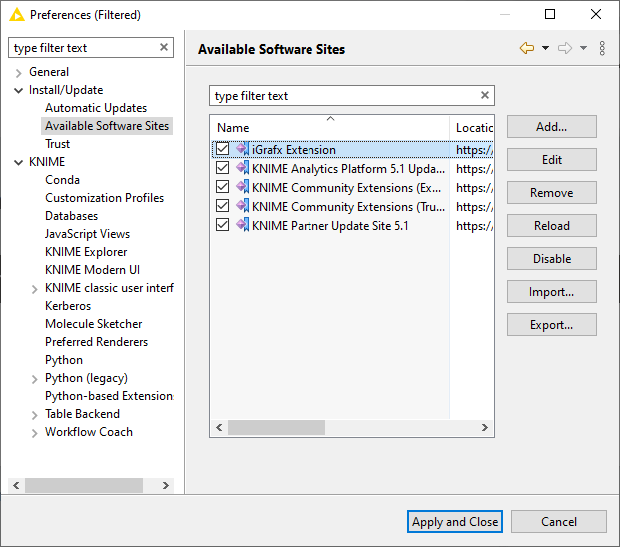 Preferences (Filtered)
type filter text
General
Install/Update
Automatic Updates
Available Software Sites
Trust
KNIME
Conda
Customization Profiles
Databases
JavaScript Views
KNIME Explorer
KNIME Modern UI
KNIME classic user interf
Kerberos
Molecule Sketcher
Preferred Renderers
Python
Python (legacy)
Python-based Extension
Table Backend
Workflow Coach
Available Software Sites
type filter text
Name Locatio
iGrafx Extension https:/
KNIME Analytics Platform 5.1 Upda... https:/
KNIME Community Extensions (Ex... https:/
KNIME Community Extensions (Tru... https:/
KNIME Partner Update Site 5.1 https:/
Add...
Edit
Remove
Reload
Disable
Import...
Export...
Apply and Close
Cancel